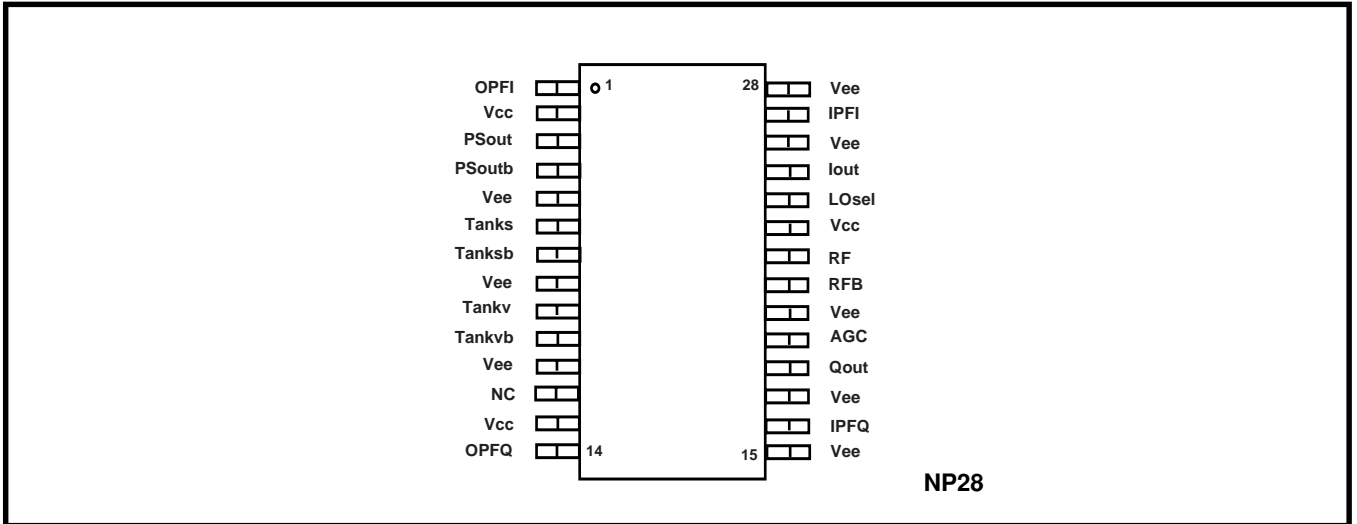 OPFI 1 28 Vee
Vcc IPFI
PSout Vee
PSoutb Iout
Vee LOsel
Tanks Vcc
Tanksb RF
Vee RFB
Tankv Vee
Tankvb AGC
Vee Qout
NC Vee
Vcc IPFQ
OPFQ 14 15 Vee
NP28